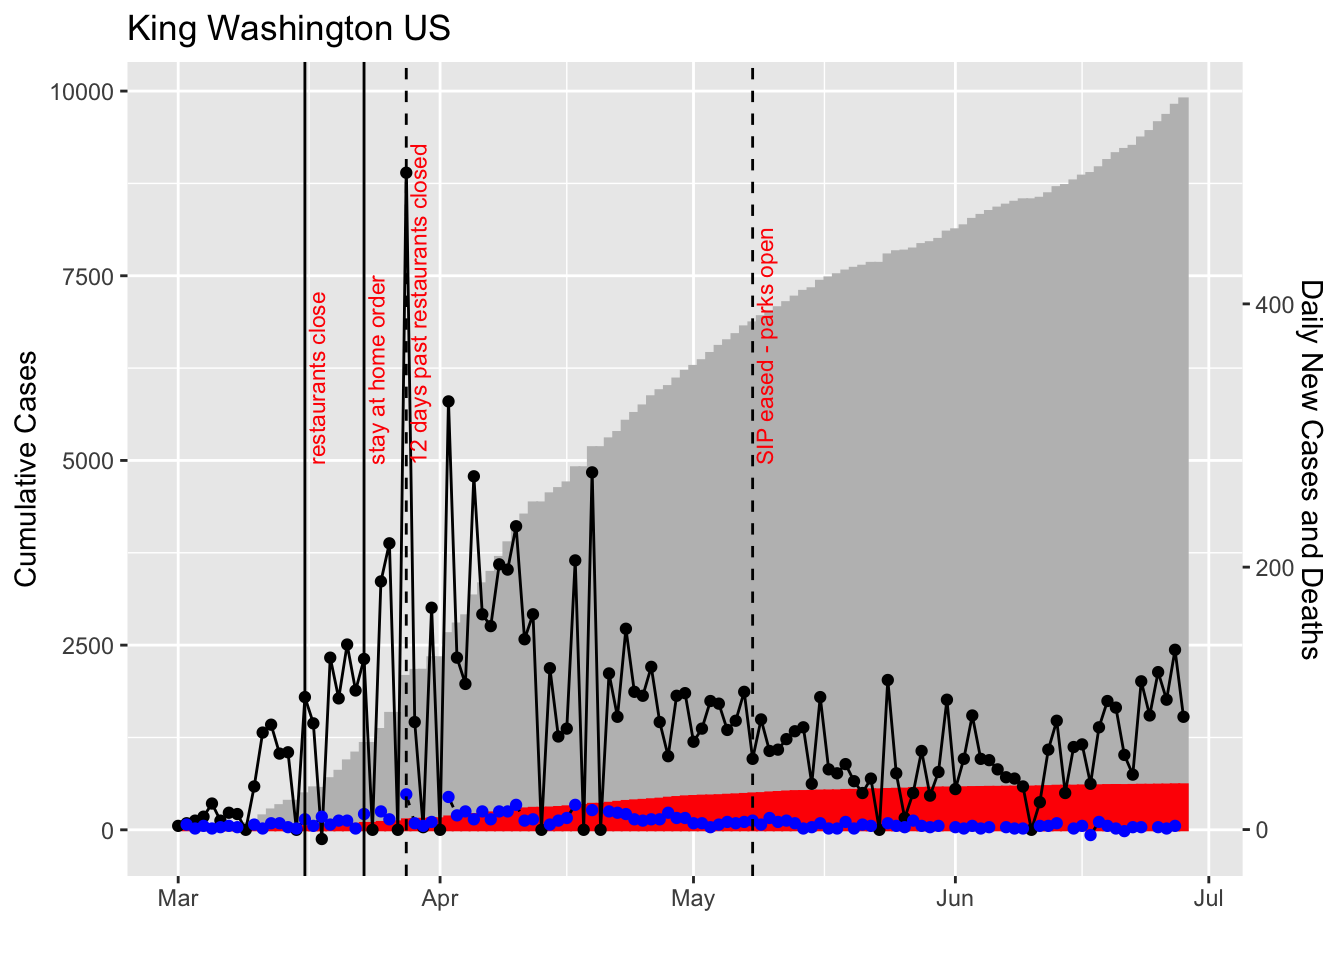 King Washington US
10000
7500
5000
2500
0
Cumulative Cases
restaurants close
stay at home order
12 days past restaurants closed
SIP eased - parks open
400
200
0
Daily New Cases and Deaths
Mar
Apr
May
Jun
Jul